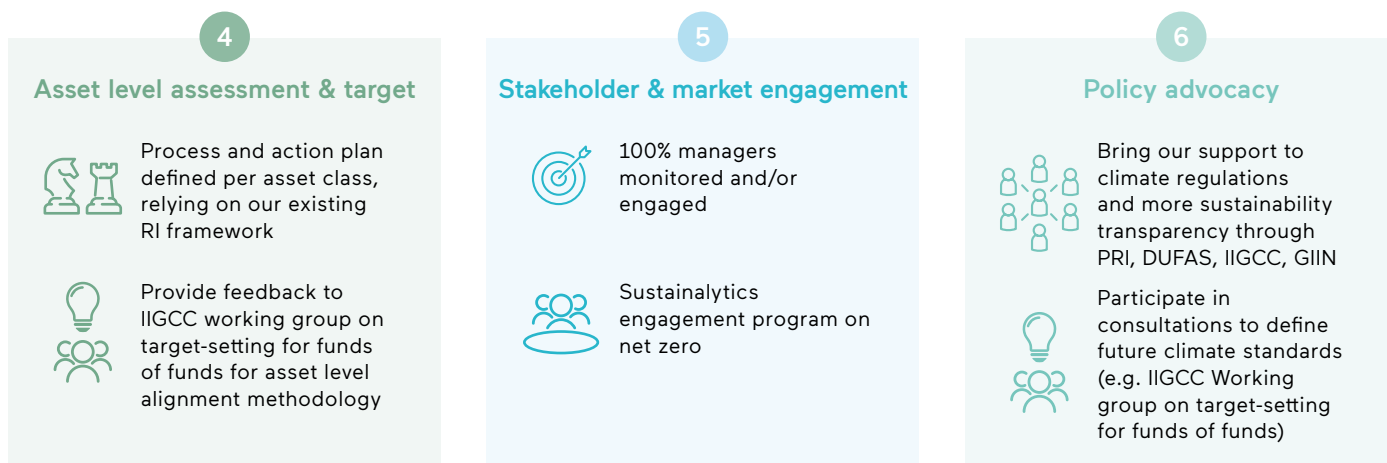 4
Asset level assessment & target
Process and action plan
defined per asset class,
relying on our existing
RI framework
Provide feedback to
IIGCC working group on
target-setting for funds
of funds for asset level
alignment methodology
5
Stakeholder & market engagement
100% managers
monitored and/or
engaged
Sustainalytics
engagement program on
net zero
6
Policy advocacy
Bring our support to
climate regulations
and more sustainability
transparency through
PRI, DUFAS, IIGCC, GIIN
Participate in
consultations to define
future climate standards
(e.g. IIGCC Working
group on target-setting
for funds of funds)